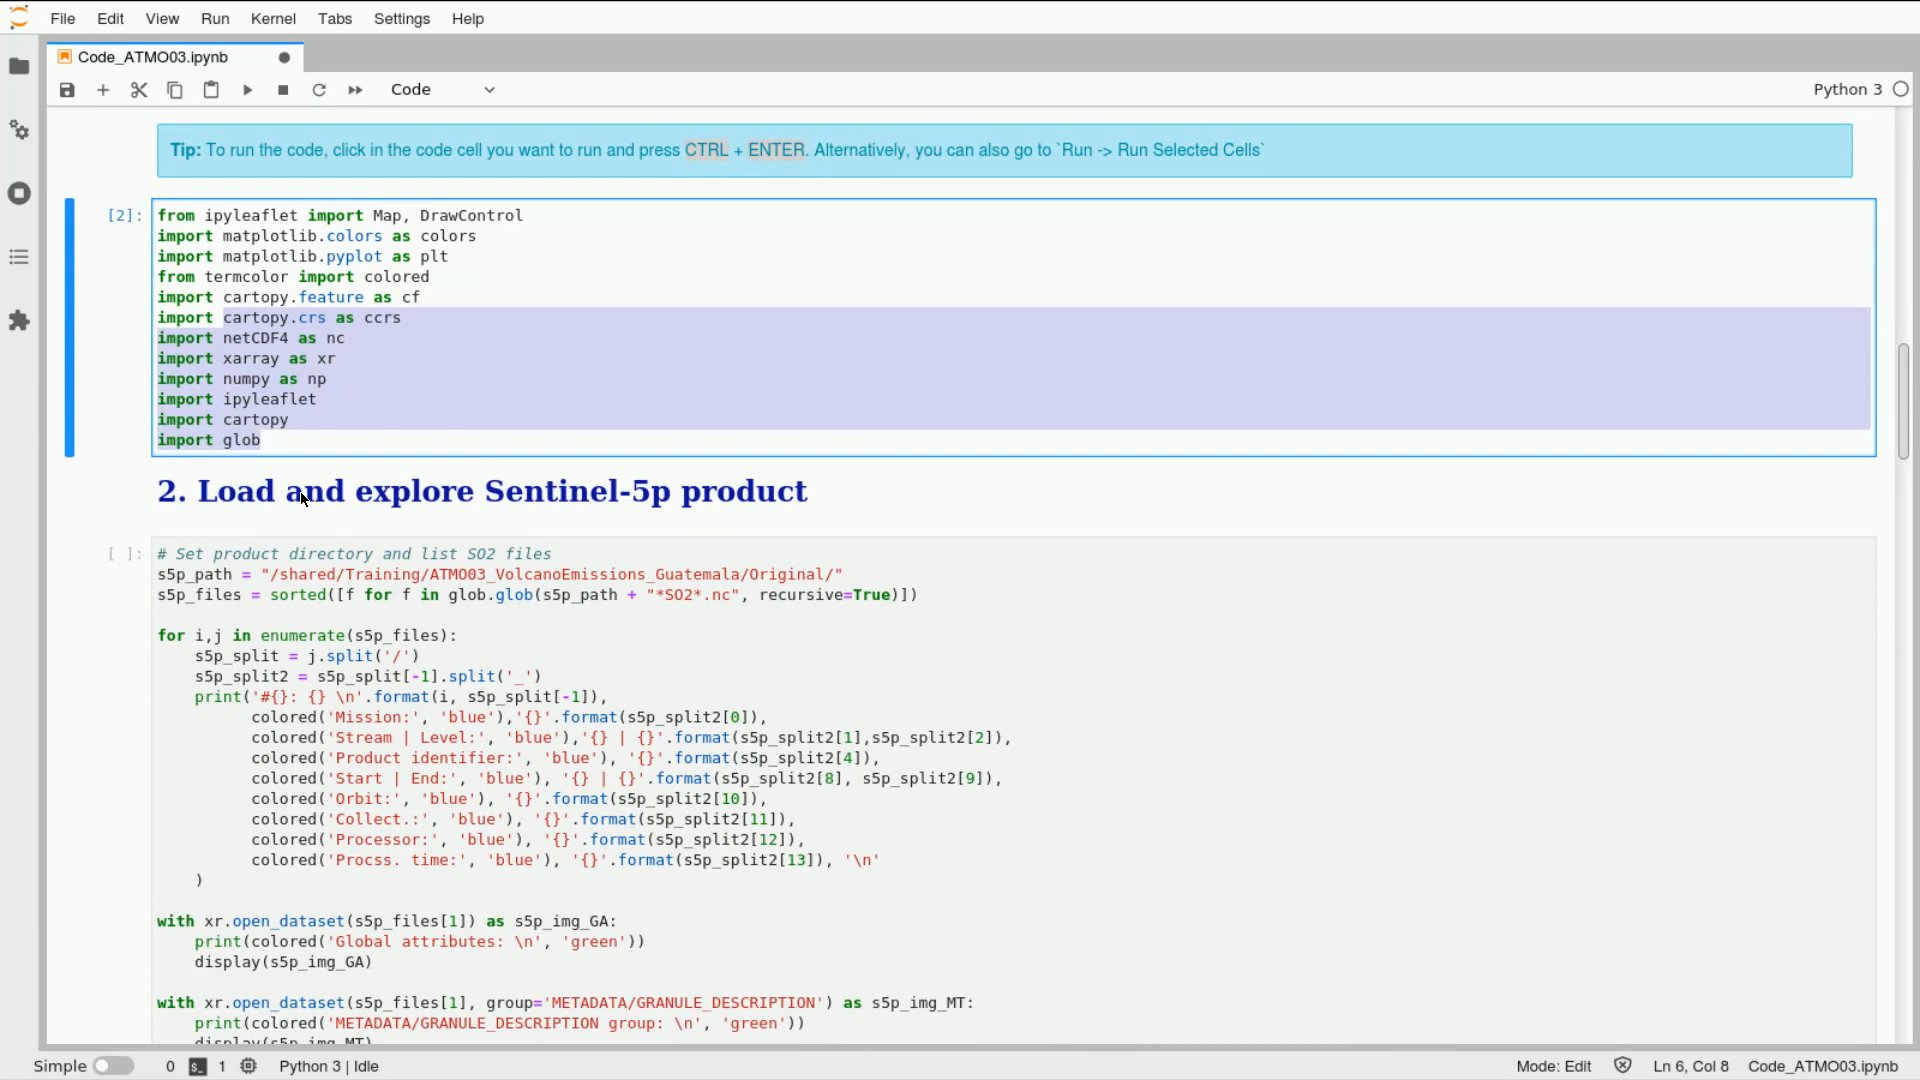 File Edit View Run Kernel Tabs Settings Help
Code_ATMO03.ipynb
Code
Python 3
Tip: To run the code, click in the code cell you want to run and press CTRL + ENTER. Alternatively, you can also go to `Run -> Run Selected Cells`
[2]:
from ipyleaflet import Map, DrawControl
import matplotlib.colors as colors
import matplotlib.pyplot as plt
from termcolor import colored
import cartopy.feature as cf
import cartopy.crs as ccrs
import netCDF4 as nc
import xarray as xr
import numpy as np
import ipyleaflet
import cartopy
import glob
2. Load and explore Sentinel-5p product
[ ]:
# Set product directory and list SO2 files
s5p_path = "/shared/Training/ATMO03_VolcanoEmissions_Guatemala/Original/"
s5p_files = sorted([f for f in glob.glob(s5p_path + "*SO2*.nc", recursive=True)])
for i,j in enumerate(s5p_files):
s5p_split = j.split('/')
s5p_split2 = s5p_split[-1].split('_')
print('#{}: {} \n'.format(i, s5p_split[-1]),
colored('Mission:', 'blue'),'{}'.format(s5p_split2[0]),
colored('Stream | Level:', 'blue'),'{} | {}'.format(s5p_split2[1],s5p_split2[2]),
colored('Product identifier:', 'blue'), '{}'.format(s5p_split2[4]),
colored('Start | End:', 'blue'), '{} | {}'.format(s5p_split2[8], s5p_split2[9]),
colored('Orbit:', 'blue'), '{}'.format(s5p_split2[10]),
colored('Collect.:', 'blue'), '{}'.format(s5p_split2[11]),
colored('Processor:', 'blue'), '{}'.format(s5p_split2[12]),
colored('Procss. time:', 'blue'), '{}'.format(s5p_split2[13]), '\n'
)
with xr.open_dataset(s5p_files[1]) as s5p_img_GA:
print(colored('Global attributes: \n', 'green'))
display(s5p_img_GA)
with xr.open_dataset(s5p_files[1], group='METADATA/GRANULE_DESCRIPTION') as s5p_img_MT:
print(colored('METADATA/GRANULE_DESCRIPTION group: \n', 'green'))
display(s5p_img_MT)
Simple 0 1 Python 3 | Idle Mode: Edit Ln 6, Col 8 Code_ATMO03.ipynb